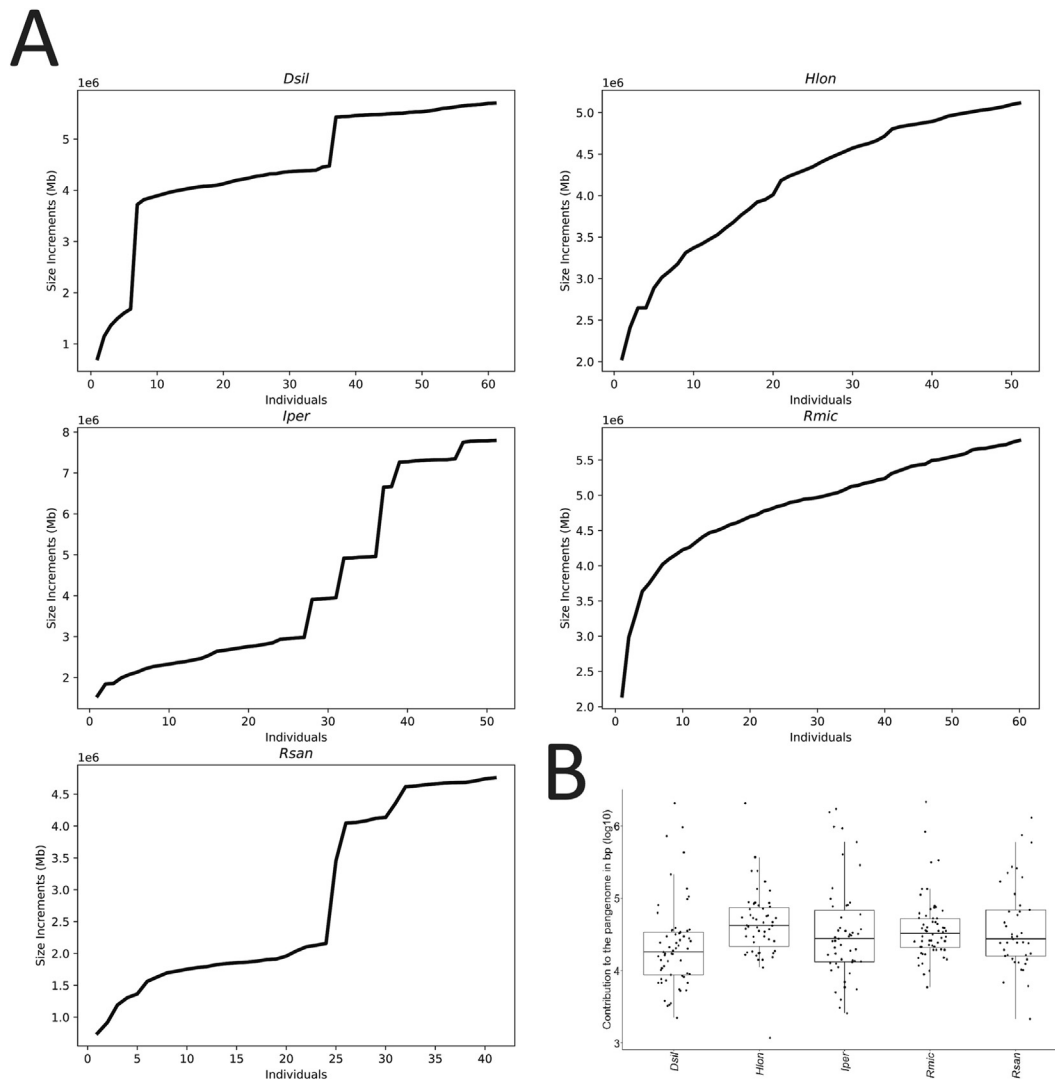 A
Dsil
1e6
Size Increments (Mb)
5
4
3
2
1
0 10 20 30 40 50 60
Individuals
Hlon
1e6
Size Increments (Mb)
5.0
4.5
4.0
3.5
3.0
2.5
2.0
0 10 20 30 40 50
Individuals
Iper
1e6
Size Increments (Mb)
8
7
6
5
4
3
2
0 10 20 30 40 50
Individuals
Rmic
1e6
Size Increments (Mb)
5.5
5.0
4.5
4.0
3.5
3.0
2.5
2.0
0 10 20 30 40 50 60
Individuals
Rsan
1e6
Size Increments (Mb)
4.5
4.0
3.5
3.0
2.5
2.0
1.5
1.0
0 5 10 15 20 25 30 35 40
Individuals
B
Contribution to the pangenome in bp (log10)
6
5
4
3
Dsil Hlon Iper Rmic Rsan